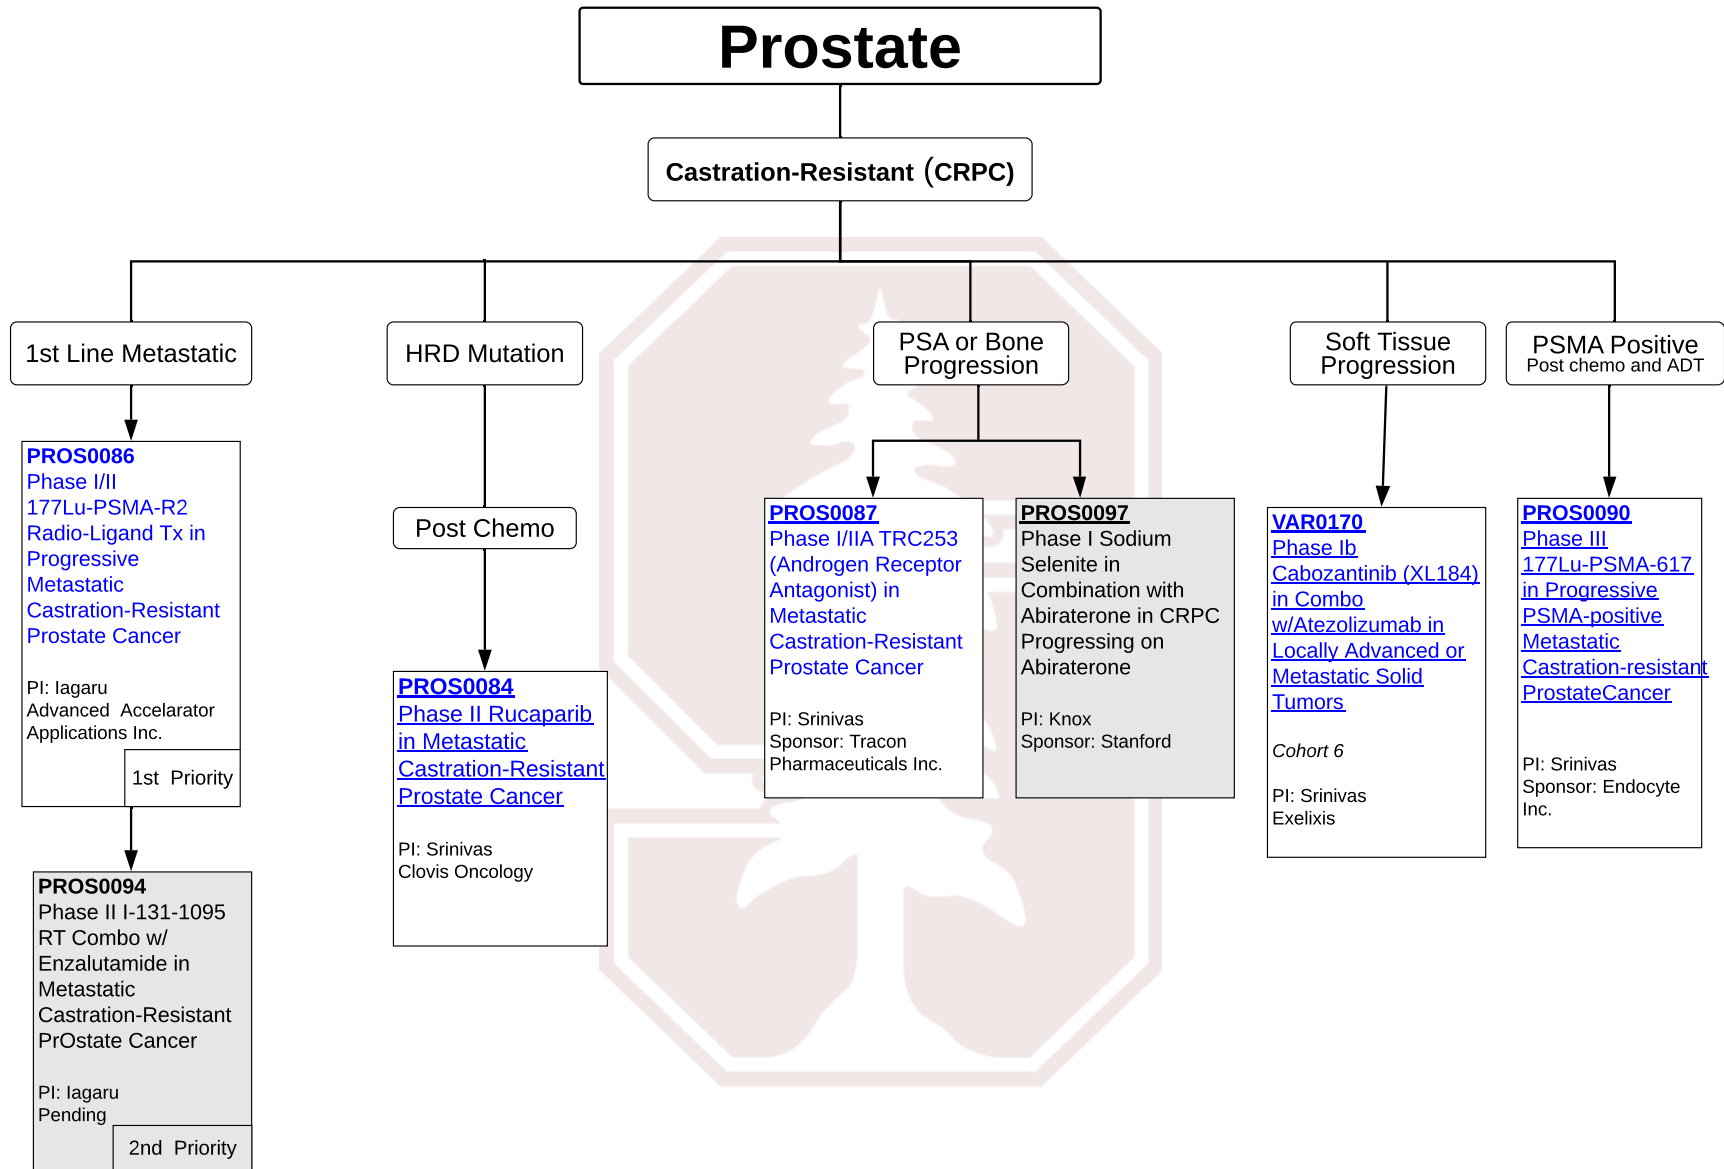 Prostate
Castration-Resistant (CRPC)
1st Line Metastatic
HRD Mutation
PSA or Bone
Progression
Soft Tissue
Progression
PSMA Positive
Post chemo and ADT
PROS0086
Phase I/II
177Lu-PSMA-R2
Radio-Ligand Tx in
Progressive
Metastatic
Castration-Resistant
Prostate Cancer
PI: Iagaru
Advanced Accelarator
Applications Inc.
1st Priority
PROS0094
Phase II I-131-1095
RT Combo w/
Enzalutamide in
Metastatic
Castration-Resistant
PrOstate Cancer
PI: Iagaru
Pending
2nd Priority
Post Chemo
PROS0084
Phase II Rucaparib
in Metastatic
Castration-Resistant
Prostate Cancer
PI: Srinivas
Clovis Oncology
PROS0087
Phase I/IIA TRC253
(Androgen Receptor
Antagonist) in
Metastatic
Castration-Resistant
Prostate Cancer
PI: Srinivas
Sponsor: Tracon
Pharmaceuticals Inc.
PROS0097
Phase I Sodium
Selenite in
Combination with
Abiraterone in CRPC
Progressing on
Abiraterone
PI: Knox
Sponsor: Stanford
VAR0170
Phase Ib
Cabozantinib (XL184)
in Combo
w/Atezolizumab in
Locally Advanced or
Metastatic Solid
Tumors
Cohort 6
PI: Srinivas
Exelixis
PROS0090
Phase III
177Lu-PSMA-617
in Progressive
PSMA-positive
Metastatic
Castration-resistant
ProstateCancer
PI: Srinivas
Sponsor: Endocyte
Inc.